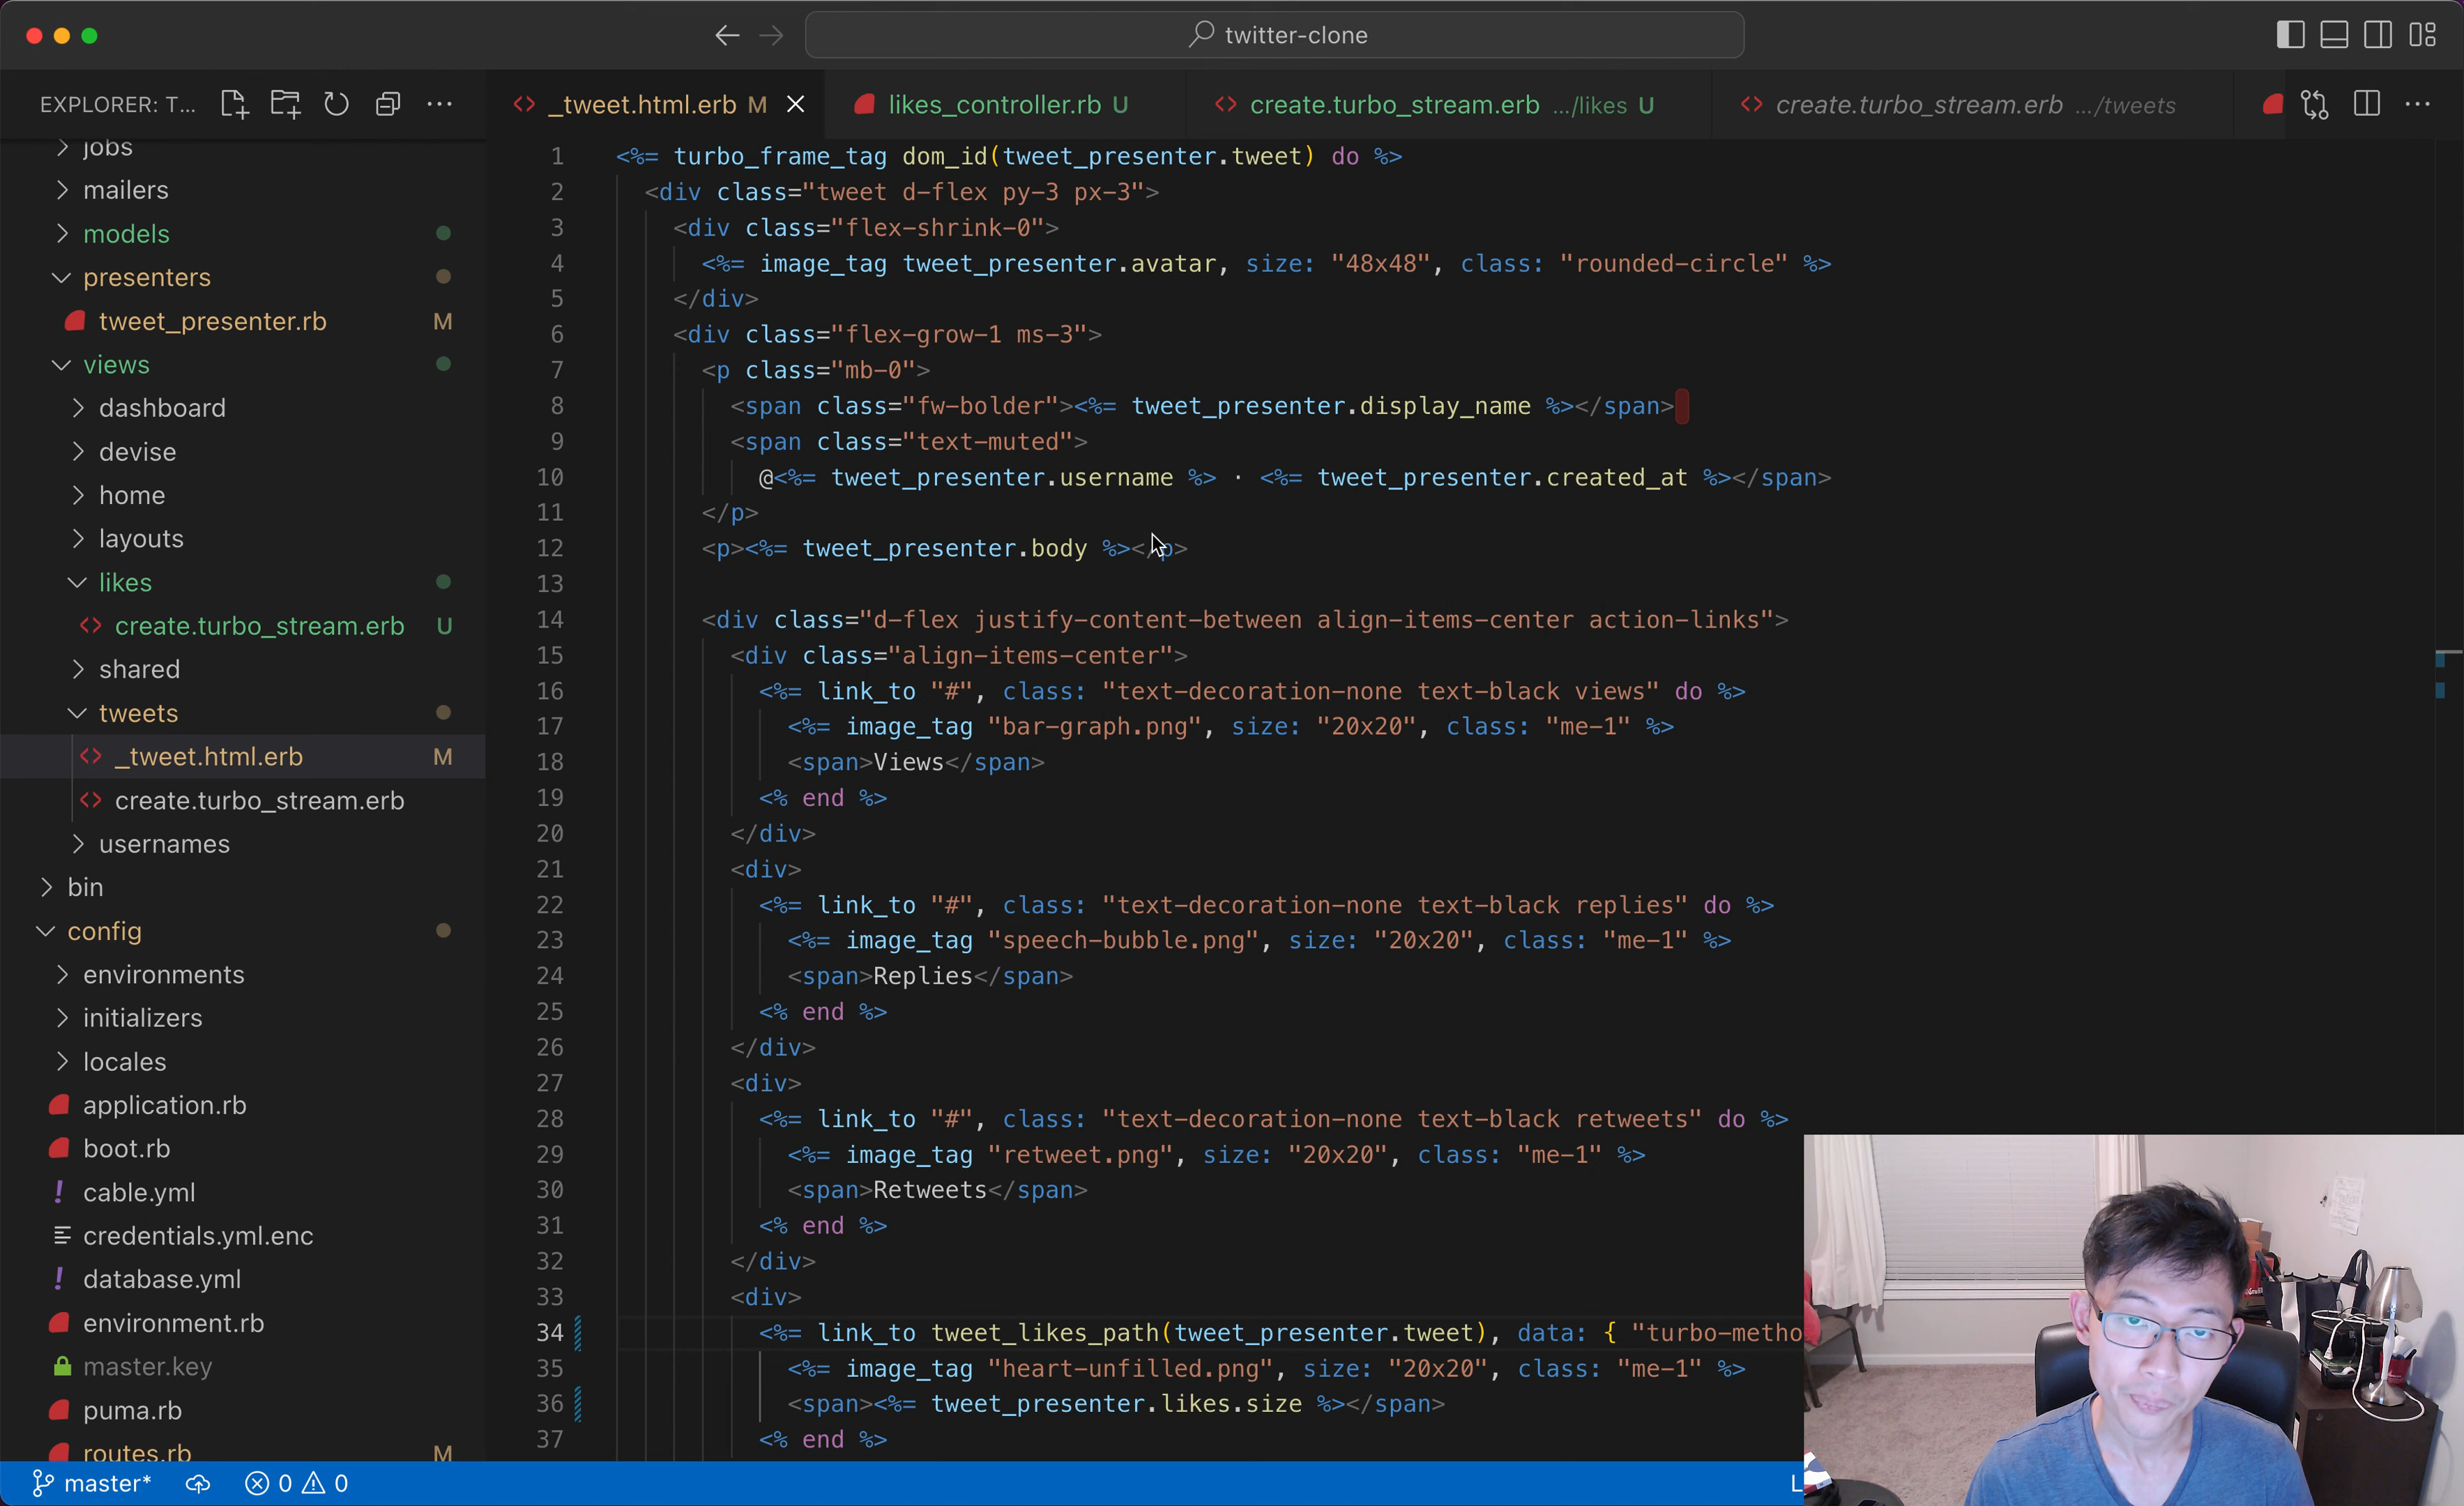 twitter-clone
EXPLORER: T...
_tweet.html.erb M
likes_controller.rb U
create.turbo_stream.erb .../likes U
create.turbo_stream.erb .../tweets
jobs
mailers
models
presenters
tweet_presenter.rb M
views
dashboard
devise
home
layouts
likes
create.turbo_stream.erb U
shared
tweets
_tweet.html.erb M
create.turbo_stream.erb
usernames
bin
config
environments
initializers
locales
application.rb
boot.rb
cable.yml
credentials.yml.enc
database.yml
environment.rb
master.key
puma.rb
routes.rb M
1 <%= turbo_frame_tag dom_id(tweet_presenter.tweet) do %>
2 <div class="tweet d-flex py-3 px-3">
3 <div class="flex-shrink-0">
4 <%= image_tag tweet_presenter.avatar, size: "48x48", class: "rounded-circle" %>
5 </div>
6 <div class="flex-grow-1 ms-3">
7 <p class="mb-0">
8 <span class="fw-bolder"><%= tweet_presenter.display_name %></span>
9 <span class="text-muted">
10 @<%= tweet_presenter.username %> · <%= tweet_presenter.created_at %></span>
11 </p>
12 <p><%= tweet_presenter.body %></p>
13
14 <div class="d-flex justify-content-between align-items-center action-links">
15 <div class="align-items-center">
16 <%= link_to "#", class: "text-decoration-none text-black views" do %>
17 <%= image_tag "bar-graph.png", size: "20x20", class: "me-1" %>
18 <span>Views</span>
19 <% end %>
20 </div>
21 <div>
22 <%= link_to "#", class: "text-decoration-none text-black replies" do %>
23 <%= image_tag "speech-bubble.png", size: "20x20", class: "me-1" %>
24 <span>Replies</span>
25 <% end %>
26 </div>
27 <div>
28 <%= link_to "#", class: "text-decoration-none text-black retweets" do %>
29 <%= image_tag "retweet.png", size: "20x20", class: "me-1" %>
30 <span>Retweets</span>
31 <% end %>
32 </div>
33 <div>
34 <%= link_to tweet_likes_path(tweet_presenter.tweet), data: { "turbo-metho
35 <%= image_tag "heart-unfilled.png", size: "20x20", class: "me-1" %>
36 <span><%= tweet_presenter.likes.size %></span>
37 <% end %>
master* 0 0 L